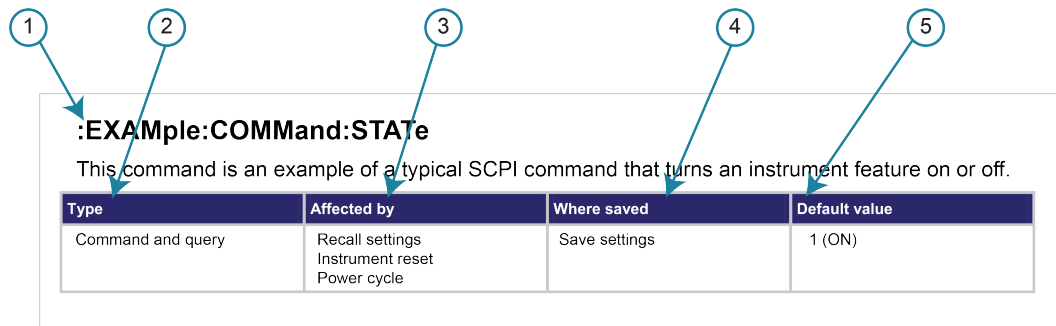 1 2 3 4 5
:EXAMple:COMMand:STATe
This command is an example of a typical SCPI command that turns an instrument feature on or off.
Type Affected by Where saved Default value
Command and query Recall settings Save settings 1 (ON)
Instrument reset
Power cycle